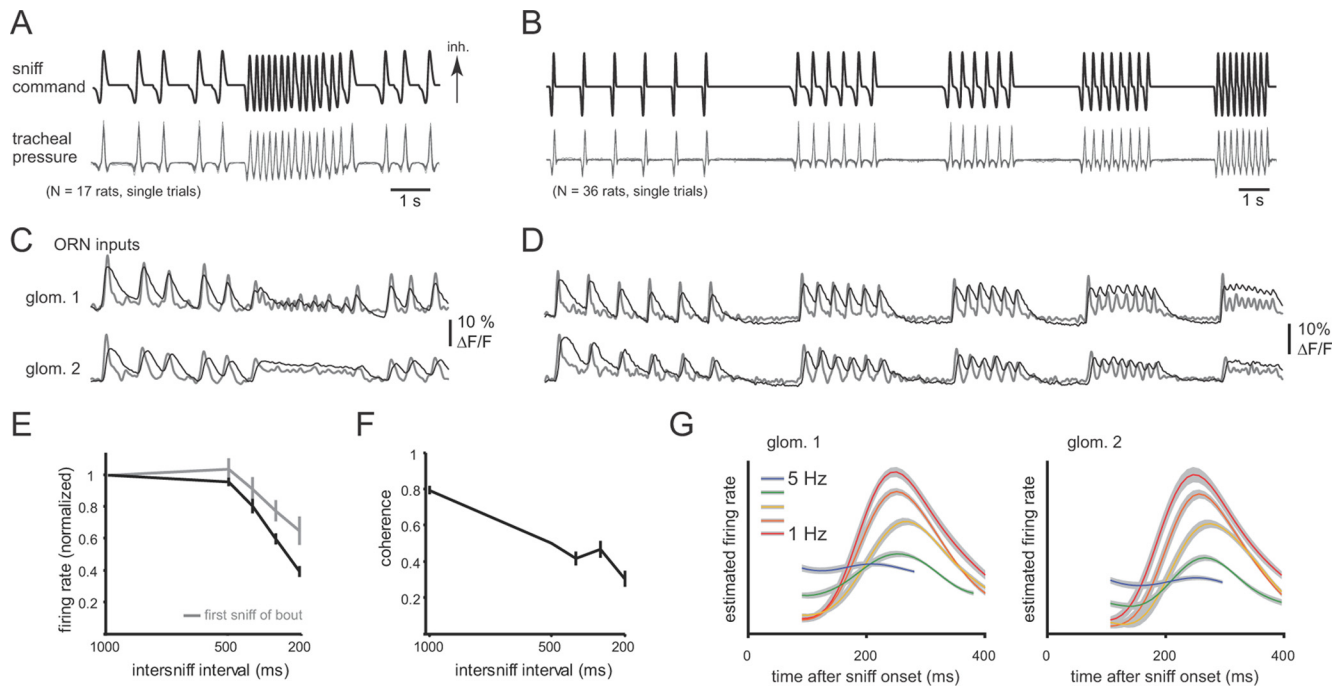 A
B
sniff
command
inh.
tracheal
pressure
(N = 17 rats, single trials)
1 s
(N = 36 rats, single trials)
1 s
C
ORN inputs
D
glom. 1
10 %
ΔF/F
10%
ΔF/F
glom. 2
E
F
G
firing rate (normalized)
1
0.8
0.6
0.4
0.2
first sniff of bout
1000
500
200
intersniff interval (ms)
coherence
1
0.8
0.6
0.4
0.2
1000
500
200
intersniff interval (ms)
glom. 1
estimated firing rate
5 Hz
1 Hz
0
200
400
time after sniff onset (ms)
glom. 2
estimated firing rate
0
200
400
time after sniff onset (ms)